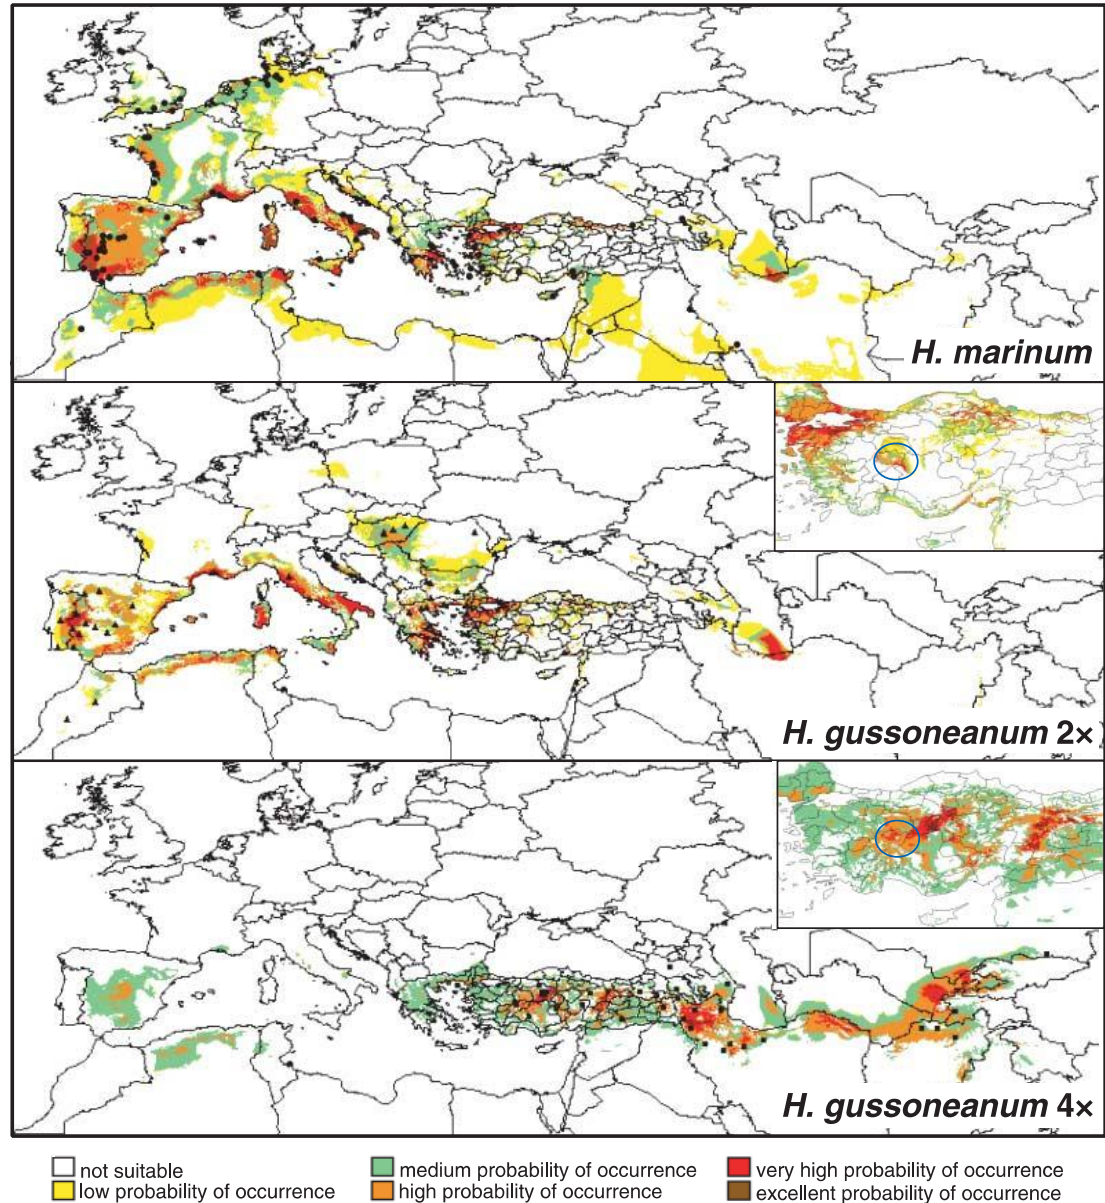 H. marinum
H. gussoneanum 2×
H. gussoneanum 4×
not suitable
low probability of occurrence
medium probability of occurrence
high probability of occurrence
very high probability of occurrence
excellent probability of occurrence